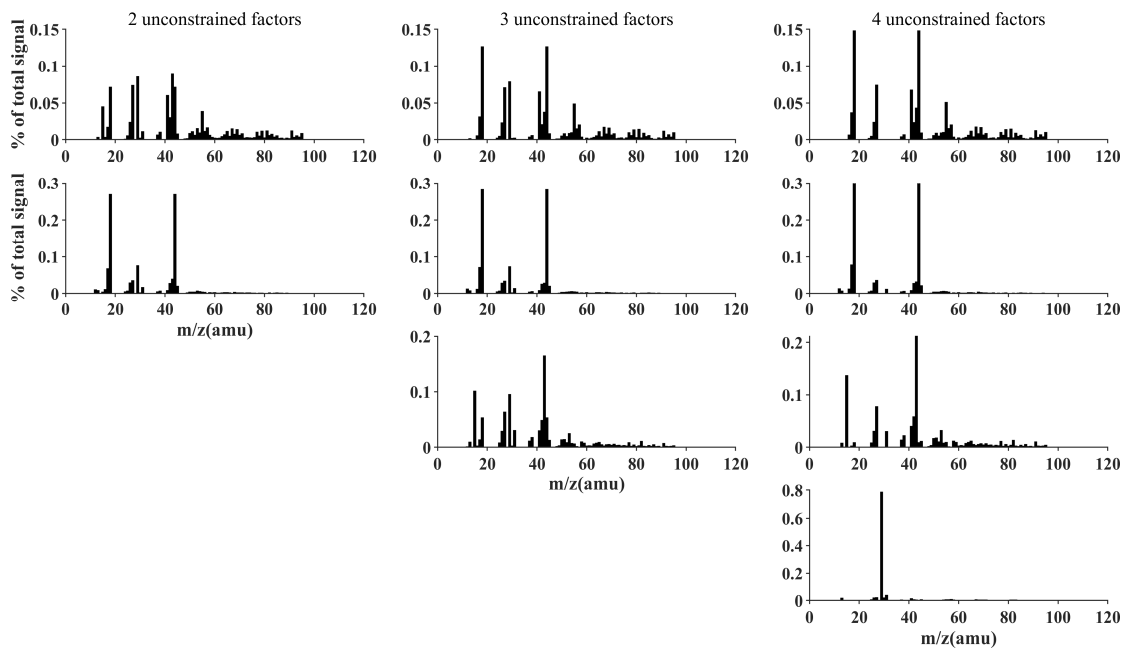 2 unconstrained factors 3 unconstrained factors 4 unconstrained factors
% of total signal
0.15 0.15 0.15
0.1 0.1 0.1
0.05 0.05 0.05
0 0 0
0 20 40 60 80 100 120 0 20 40 60 80 100 120 0 20 40 60 80 100 120
% of total signal
0.3 0.3 0.3
0.2 0.2 0.2
0.1 0.1 0.1
0 0 0
0 20 40 60 80 100 120 0 20 40 60 80 100 120 0 20 40 60 80 100 120
m/z(amu)
0.2 0.2
0.1 0.1
0 0
0 20 40 60 80 100 120 0 20 40 60 80 100 120
m/z(amu)
0.8
0.6
0.4
0.2
0
0 20 40 60 80 100 120
m/z(amu)